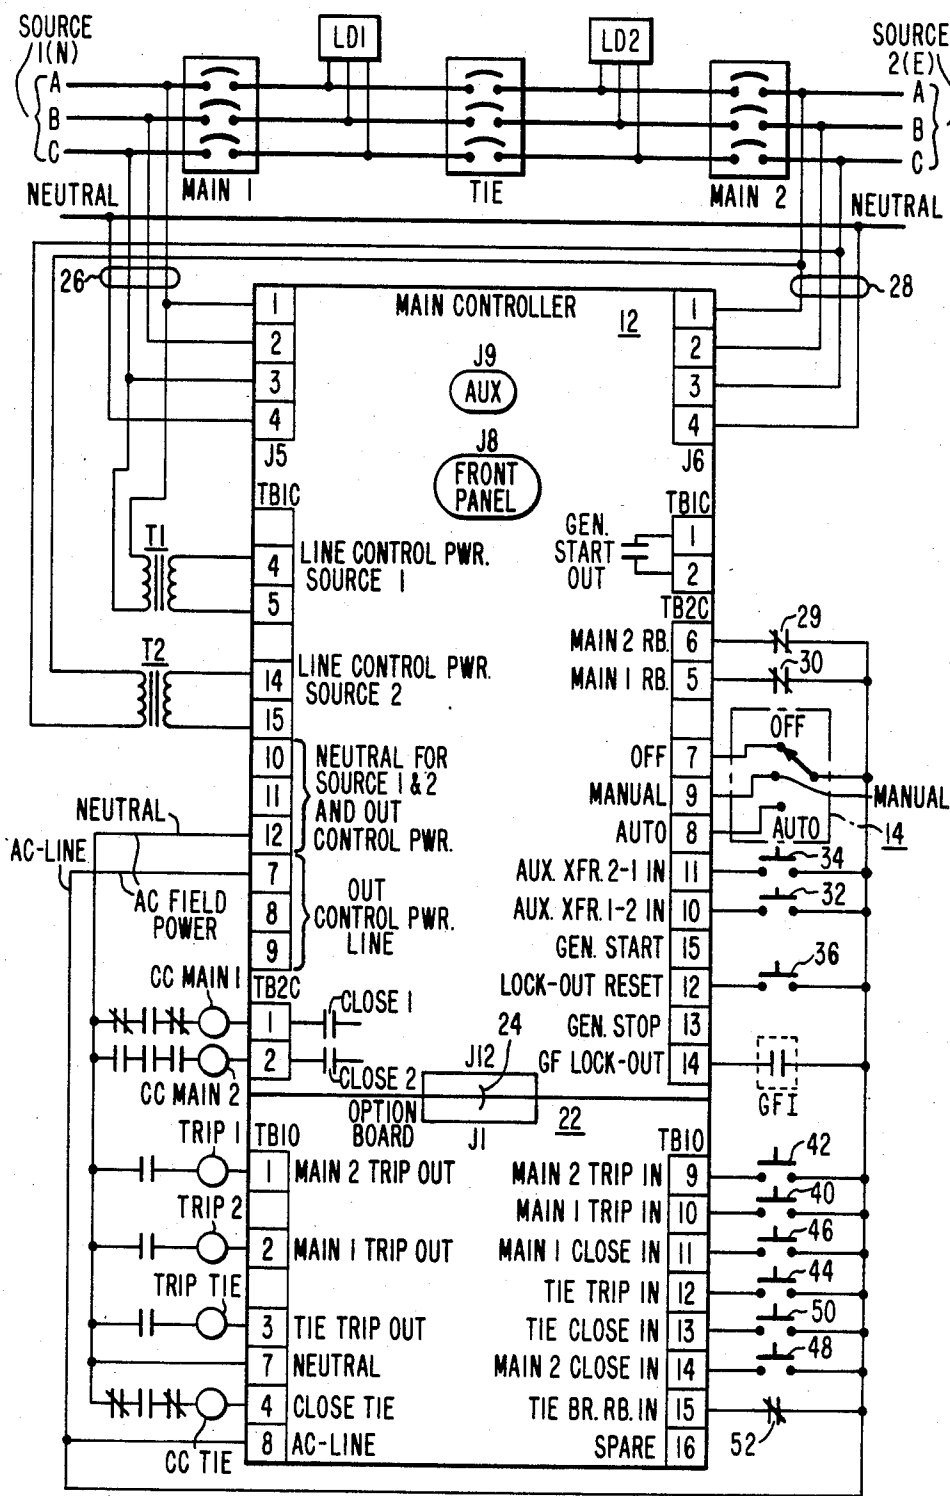 SOURCE
1(N)
A
B
C
LD1
LD2
SOURCE
2(E)
A
B
C
MAIN 1
TIE
MAIN 2
NEUTRAL
NEUTRAL
26
28
MAIN CONTROLLER
12
1
2
3
4
J5
J9
AUX
J8
FRONT
PANEL
1
2
3
4
J6
TB1C
4
5
14
15
10
11
12
7
8
9
LINE CONTROL PWR.
SOURCE 1
LINE CONTROL PWR.
SOURCE 2
NEUTRAL FOR
SOURCE 1 & 2
AND OUT
CONTROL PWR.
OUT
CONTROL PWR.
LINE
T1
T2
NEUTRAL
AC-LINE
AC FIELD
POWER
TB1C
GEN.
START
OUT
1
2
TB2C
MAIN 2 RB.
6
29
MAIN 1 RB.
5
30
OFF
OFF
7
MANUAL
9
MANUAL
AUTO
8
AUTO
14
AUX. XFR. 2-1 IN
11
34
AUX. XFR. 1-2 IN
10
32
GEN. START
15
LOCK-OUT RESET
12
36
GEN. STOP
13
GF LOCK-OUT
14
GFI
CC MAIN 1
TB2C
1
CLOSE 1
2
CLOSE 2
CC MAIN 2
24
J12
OPTION
BOARD
J1
22
TRIP 1
TB10
1
MAIN 2 TRIP OUT
TRIP 2
2
MAIN 1 TRIP OUT
TRIP TIE
3
TIE TRIP OUT
7
NEUTRAL
4
CLOSE TIE
CC TIE
8
AC-LINE
TB10
MAIN 2 TRIP IN
9
42
MAIN 1 TRIP IN
10
40
MAIN 1 CLOSE IN
11
46
TIE TRIP IN
12
44
TIE CLOSE IN
13
50
MAIN 2 CLOSE IN
14
48
TIE BR. RB. IN
15
52
SPARE
16